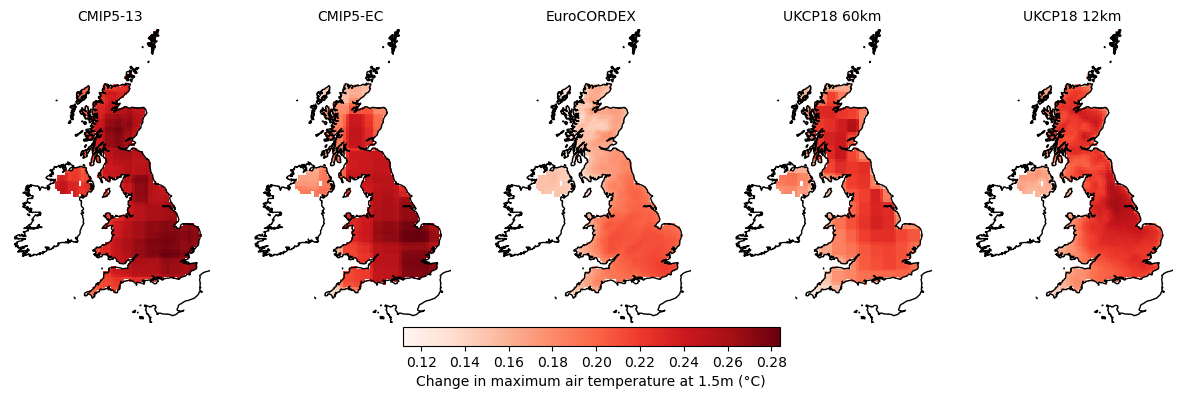 CMIP5-13
CMIP5-EC
EuroCORDEX
UKCP18 60km
UKCP18 12km
0.12 0.14 0.16 0.18 0.20 0.22 0.24 0.26 0.28
Change in maximum air temperature at 1.5m (°C)